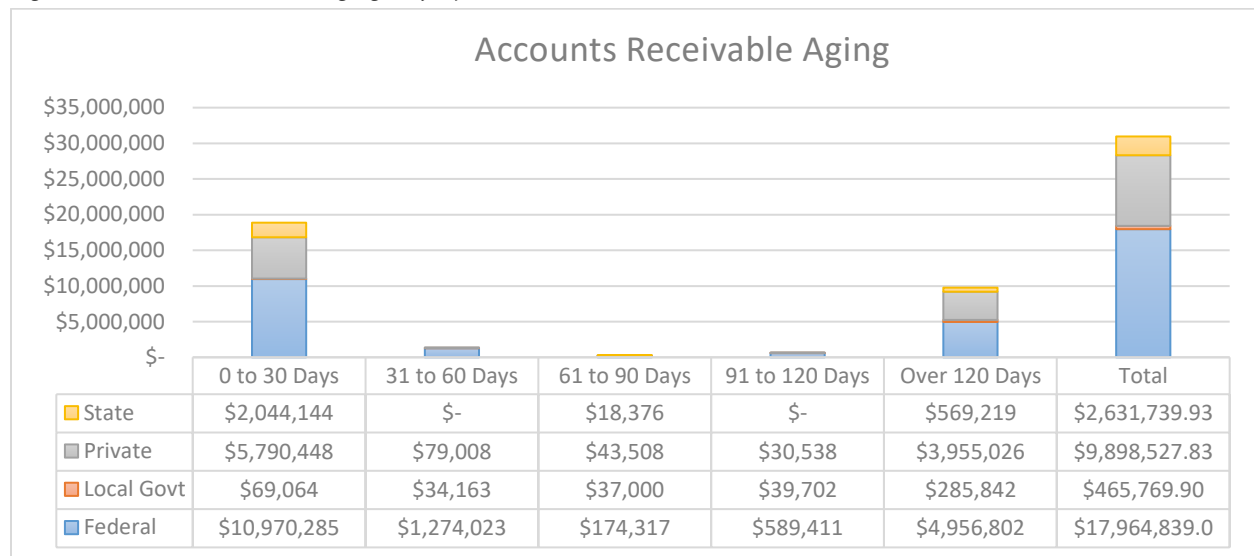 Accounts Receivable Aging
$35,000,000
$30,000,000
$25,000,000
$20,000,000
$15,000,000
$10,000,000
$5,000,000
$-
0 to 30 Days 31 to 60 Days 61 to 90 Days 91 to 120 Days Over 120 Days Total
State $2,044,144 $- $18,376 $- $569,219 $2,631,739.93
Private $5,790,448 $79,008 $43,508 $30,538 $3,955,026 $9,898,527.83
Local Govt $69,064 $34,163 $37,000 $39,702 $285,842 $465,769.90
Federal $10,970,285 $1,274,023 $174,317 $589,411 $4,956,802 $17,964,839.0